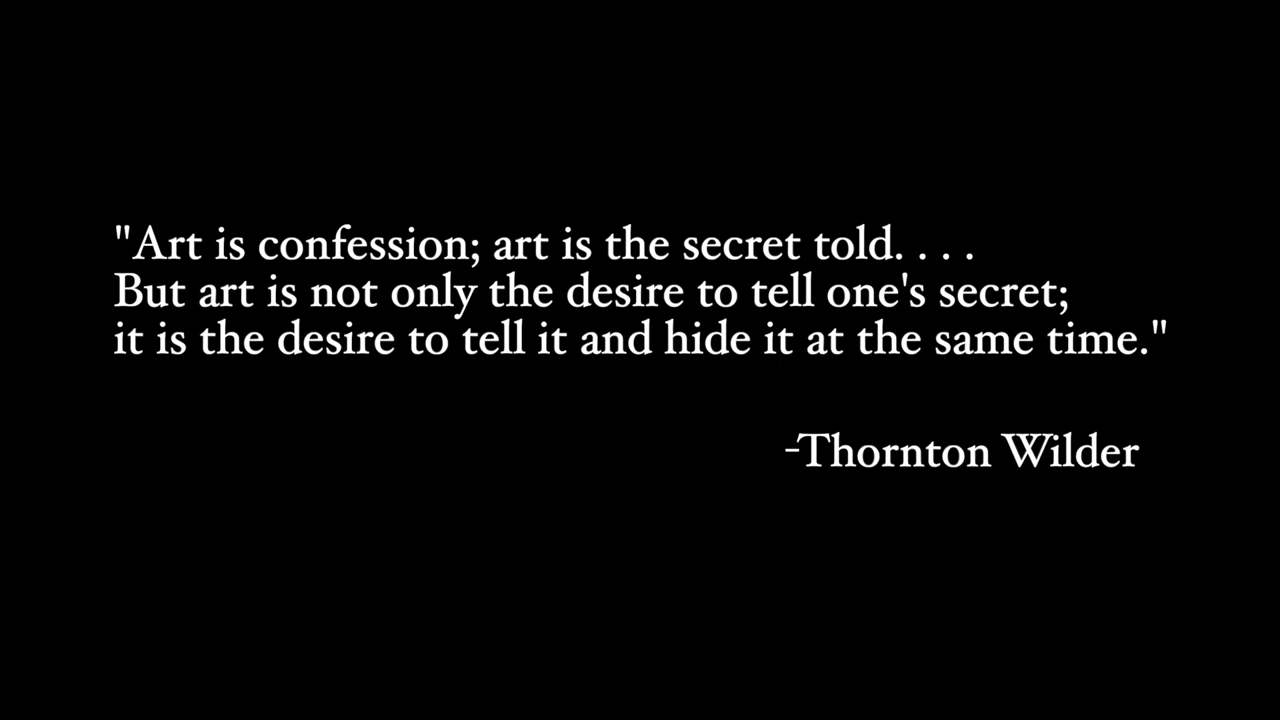 "Art is confession; art is the secret told. . . .
But art is not only the desire to tell one's secret;
it is the desire to tell it and hide it at the same time."
-Thornton Wilder